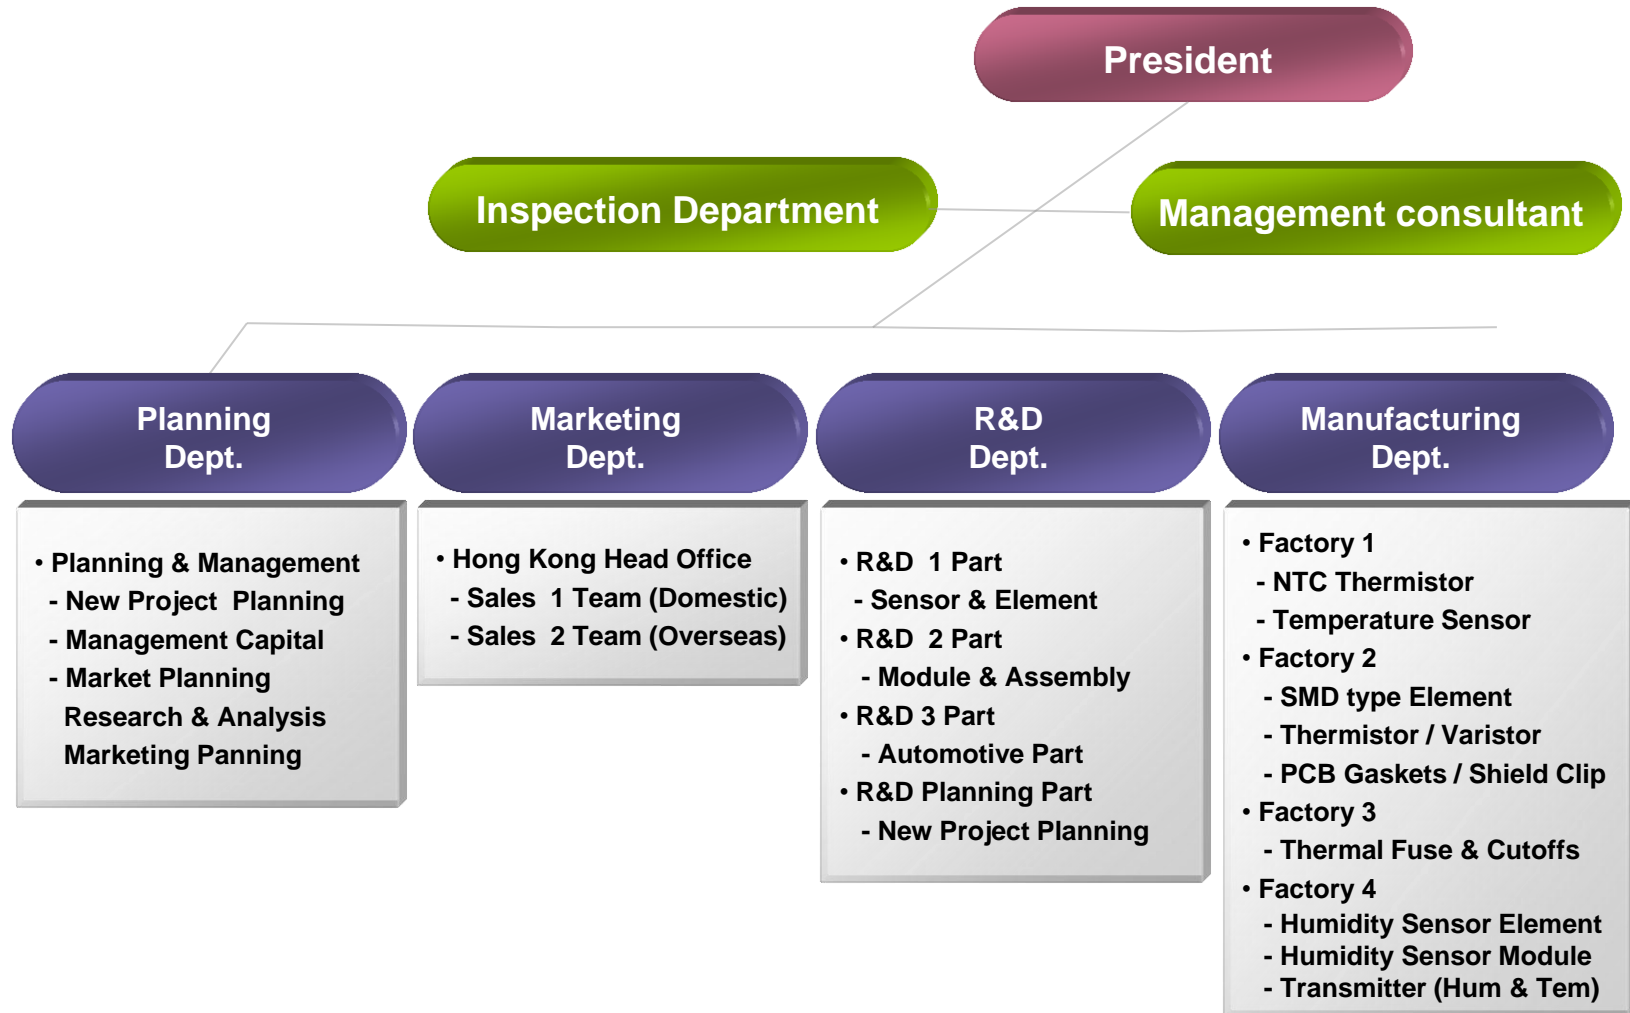 President
Inspection Department
Management consultant
Planning
Dept.
• Planning & Management
- New Project Planning
- Management Capital
- Market Planning
Research & Analysis
Marketing Panning
Marketing
Dept.
• Hong Kong Head Office
- Sales 1 Team (Domestic)
- Sales 2 Team (Overseas)
R&D
Dept.
• R&D 1 Part
- Sensor & Element
• R&D 2 Part
- Module & Assembly
• R&D 3 Part
- Automotive Part
• R&D Planning Part
- New Project Planning
Manufacturing
Dept.
• Factory 1
- NTC Thermistor
- Temperature Sensor
• Factory 2
- SMD type Element
- Thermistor / Varistor
- PCB Gaskets / Shield Clip
• Factory 3
- Thermal Fuse & Cutoffs
• Factory 4
- Humidity Sensor Element
- Humidity Sensor Module
- Transmitter (Hum & Tem)